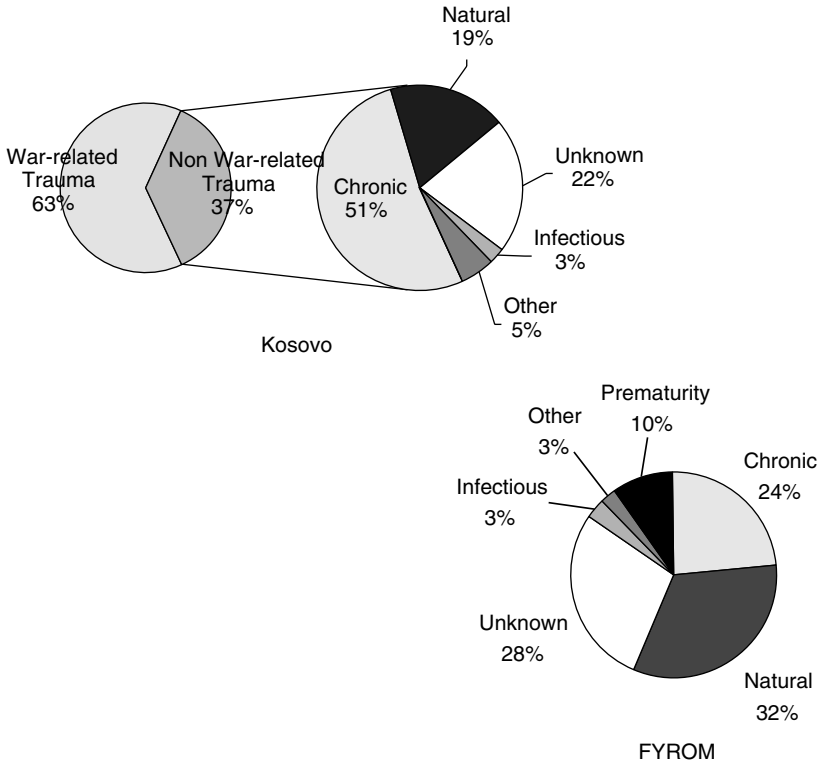 Natural
19%
War-related
Trauma
63%
Non War-related
Trauma
37%
Chronic
51%
Unknown
22%
Infectious
3%
Other
5%
Kosovo
Prematurity
10%
Other
3%
Chronic
24%
Infectious
3%
Unknown
28%
Natural
32%
FYROM